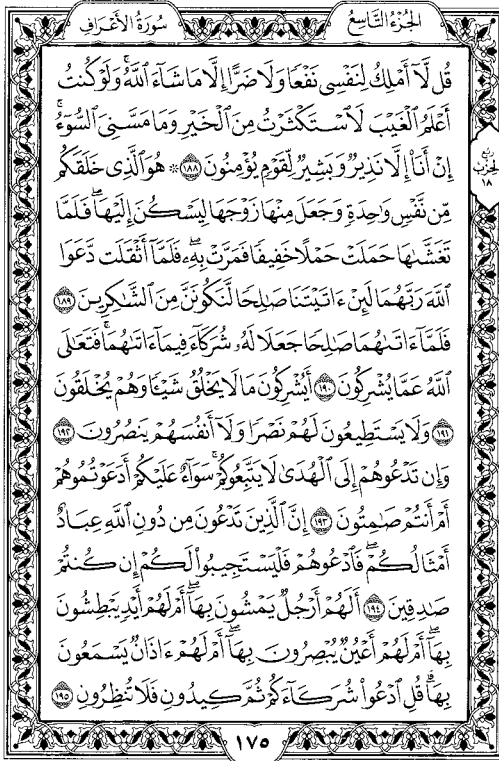 سُورَةُ الأَعْرَافِ
الجُزْءُ التَّاسِعُ
قُل لَّآ أَمْلِكُ لِنَفْسِى نَفْعًا وَلَا ضَرًّا إِلَّا مَا شَآءَ ٱللَّهُۚ وَلَوْ كُنتُ
أَعْلَمُ ٱلْغَيْبَ لَٱسْتَكْثَرْتُ مِنَ ٱلْخَيْرِ وَمَا مَسَّنِىَ ٱلسُّوٓءُۚ
إِنْ أَنَا۠ إِلَّا نَذِيرٌ وَبَشِيرٌ لِّقَوْمٍ يُؤْمِنُونَ ١٨٨ ۞ هُوَ ٱلَّذِى خَلَقَكُم
مِّن نَّفْسٍ وَٰحِدَةٍ وَجَعَلَ مِنْهَا زَوْجَهَا لِيَسْكُنَ إِلَيْهَاۖ فَلَمَّا
تَغَشَّىٰهَا حَمَلَتْ حَمْلًا خَفِيفًا فَمَرَّتْ بِهِۦۖ فَلَمَّآ أَثْقَلَت دَّعَوَا
ٱللَّهَ رَبَّهُمَا لَئِنْ ءَاتَيْتَنَا صَٰلِحًا لَّنَكُونَنَّ مِنَ ٱلشَّٰكِرِينَ ١٨٩
فَلَمَّآ ءَاتَىٰهُمَا صَٰلِحًا جَعَلَا لَهُۥ شُرَكَآءَ فِيمَآ ءَاتَىٰهُمَاۚ فَتَعَٰلَى
ٱللَّهُ عَمَّا يُشْرِكُونَ ١٩٠ أَيُشْرِكُونَ مَا لَا يَخْلُقُ شَيْـًٔا وَهُمْ يُخْلَقُونَ
١٩١ وَلَا يَسْتَطِيعُونَ لَهُمْ نَصْرًا وَلَآ أَنفُسَهُمْ يَنصُرُونَ ١٩٢
وَإِن تَدْعُوهُمْ إِلَى ٱلْهُدَىٰ لَا يَتَّبِعُوكُمْۚ سَوَآءٌ عَلَيْكُمْ أَدَعَوْتُمُوهُمْ
أَمْ أَنتُمْ صَٰمِتُونَ ١٩٣ إِنَّ ٱلَّذِينَ تَدْعُونَ مِن دُونِ ٱللَّهِ عِبَادٌ
أَمْثَالُكُمْۖ فَٱدْعُوهُمْ فَلْيَسْتَجِيبُوا۟ لَكُمْ إِن كُنتُمْ
صَٰدِقِينَ ١٩٤ أَلَهُمْ أَرْجُلٌ يَمْشُونَ بِهَآۖ أَمْ لَهُمْ أَيْدٍ يَبْطِشُونَ
بِهَآۖ أَمْ لَهُمْ أَعْيُنٌ يُبْصِرُونَ بِهَآۖ أَمْ لَهُمْ ءَاذَانٌ يَسْمَعُونَ
بِهَاۗ قُلِ ٱدْعُوا۟ شُرَكَآءَكُمْ ثُمَّ كِيدُونِ فَلَا تُنظِرُونِ ١٩٥
ربع
الحزب
١٨
١٧٥